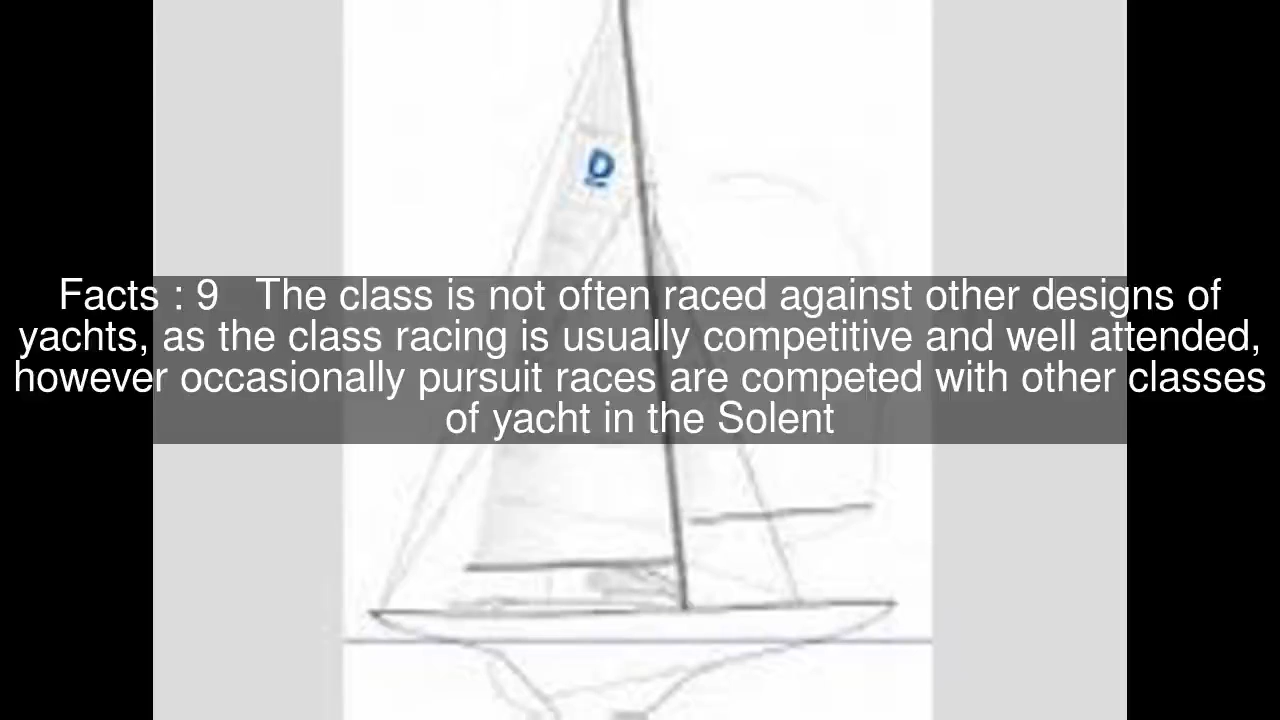 D
Facts : 9 The class is not often raced against other designs of
yachts, as the class racing is usually competitive and well attended,
however occasionally pursuit races are competed with other classes
of yacht in the Solent